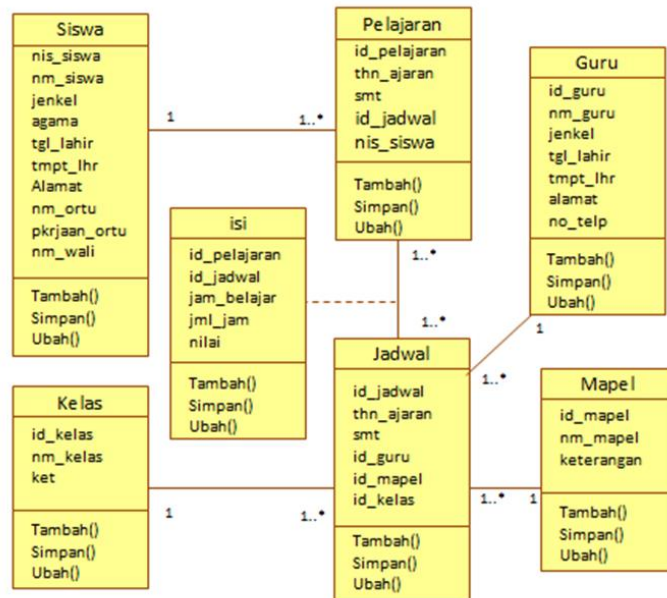 Siswa
nis_siswa
nm_siswa
jenkel
agama
tgl_lahir
tmpt_lhr
Alamat
nm_ortu
pkrjaan_ortu
nm_wali
Tambah()
Simpan()
Ubah()
1
1..*
Pelajaran
id_pelajaran
thn_ajaran
smt
id_jadwal
nis_siswa
Tambah()
Simpan()
Ubah()
1..*
1..*
Guru
id_guru
nm_guru
jenkel
tgl_lahir
tmpt_lhr
alamat
no_telp
Tambah()
Simpan()
Ubah()
1
1..*
isi
id_pelajaran
id_jadwal
jam_belajar
jml_jam
nilai
Tambah()
Simpan()
Ubah()
Kelas
id_kelas
nm_kelas
ket
Tambah()
Simpan()
Ubah()
1
1..*
Jadwal
id_jadwal
thn_ajaran
smt
id_guru
id_mapel
id_kelas
Tambah()
Simpan()
Ubah()
1..*
1
Mapel
id_mapel
nm_mapel
keterangan
Tambah()
Simpan()
Ubah()